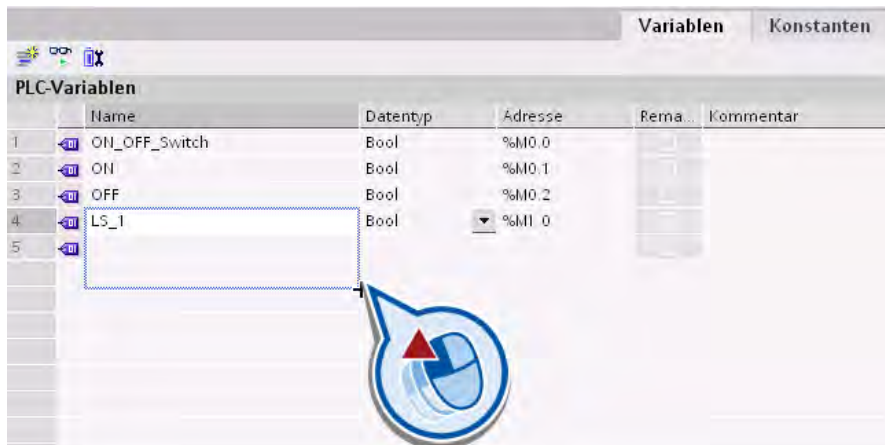 Variablen Konstanten
PLC-Variablen
Name Datentyp Adresse Rema... Kommentar
1 ON_OFF_Switch Bool %M0.0
2 ON Bool %M0.1
3 OFF Bool %M0.2
4 LS_1 Bool %M1.0
5